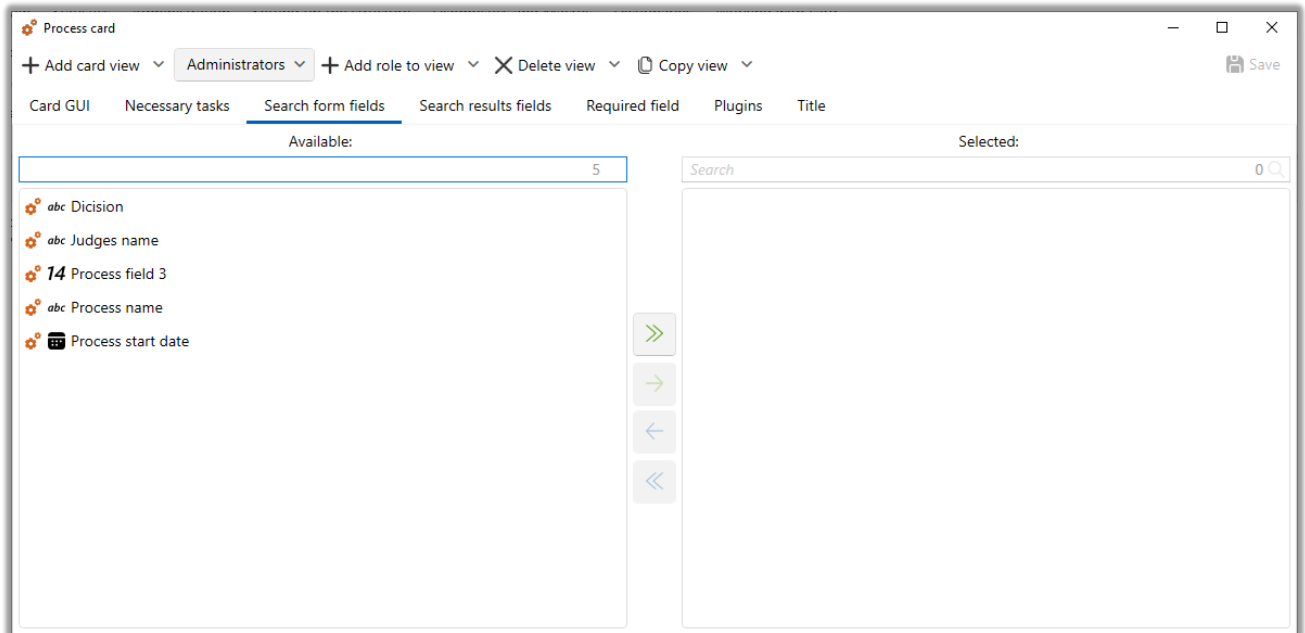 Process card
Add card view Administrators Add role to view Delete view Copy view Save
Card GUI Necessary tasks Search form fields Search results fields Required field Plugins Title
Available: Selected:
5 Search 0
abc Dicision
abc Judges name
14 Process field 3
abc Process name
Process start date